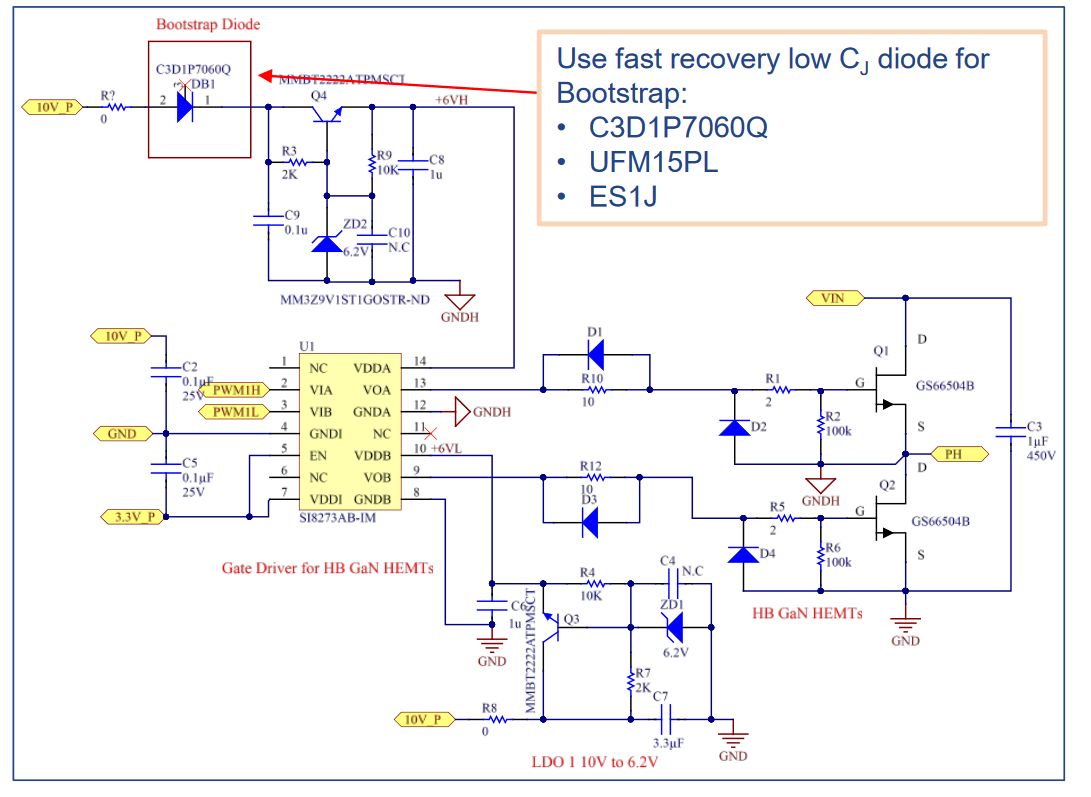 Bootstrap Diode
Use fast recovery low CJ diode for
Bootstrap:
• C3D1P7060Q
• UFM15PL
• ES1J
C3D1P7060Q
DB1
3
2
1
10V_P
R?
0
MMBT2222ATPMSCT
Q4
+6VH
R3
2K
R9
10K
C8
1u
C9
0.1u
ZD2
6.2V
C10
N.C
MM3Z9V1ST1GOSTR-ND
GNDH
10V_P
C2
0.1µF
25V
PWM1H
PWM1L
GND
C5
0.1µF
25V
3.3V_P
U1
1 NC VDDA 14
2 VIA VOA 13
3 VIB GNDA 12
4 GNDI NC 11
5 EN VDDB 10
6 NC VOB 9
7 VDDI GNDB 8
SI8273AB-IM
GNDH
+6VL
Gate Driver for HB GaN HEMTs
D1
R10
10
R12
10
D3
VIN
D
Q1
G
GS66504B
S
R1
2
D2
R2
100k
GNDH
C3
1µF
450V
PH
D
Q2
G
GS66504B
S
R5
2
D4
R6
100k
HB GaN HEMTs
GND
C6
1u
GND
MMBT2222ATPMSCT
Q3
R4
10K
C4
N.C
ZD1
6.2V
R7
2K
C7
3.3µF
10V_P
R8
0
GND
LDO 1 10V to 6.2V